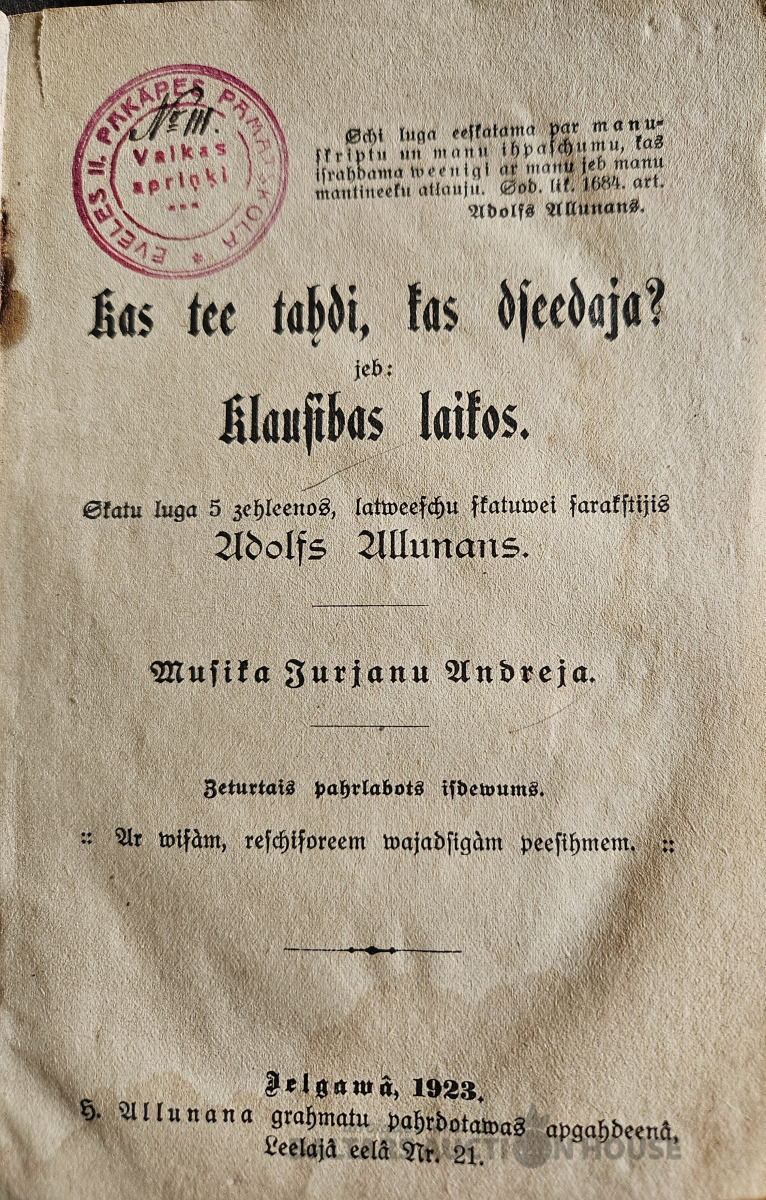 EVELES II. PAKĀPES PAMATSKOLA *
№ III.
Valkas
apriņķi
Schi luga eeskatama par manu-
ſkriptu un manu ihpaſchumu, kas
iſrahdama weenigi ar manu jeb manu
mantineeku atlauju. Sod. lik. 1684. art.
Adolfs Allunans.
Kas tee tahdi, kas dſeedaja?
jeb:
Klauſibas laikos.
Skatu luga 5 zehleenos, latweeſchu ſkatuwei ſarakſtijis
Adolfs Allunans.
Muſika Jurjanu Andreja.
Zeturtais pahrlabots iſdewums.
:: Ar wiſàm, reſchiſoreem wajadſigàm peeſihmem. ::
Jelgawâ, 1923.
H. Allunana grahmatu pahrdotawas apgahdeenâ,
Leelajâ eelâ Nr. 21.